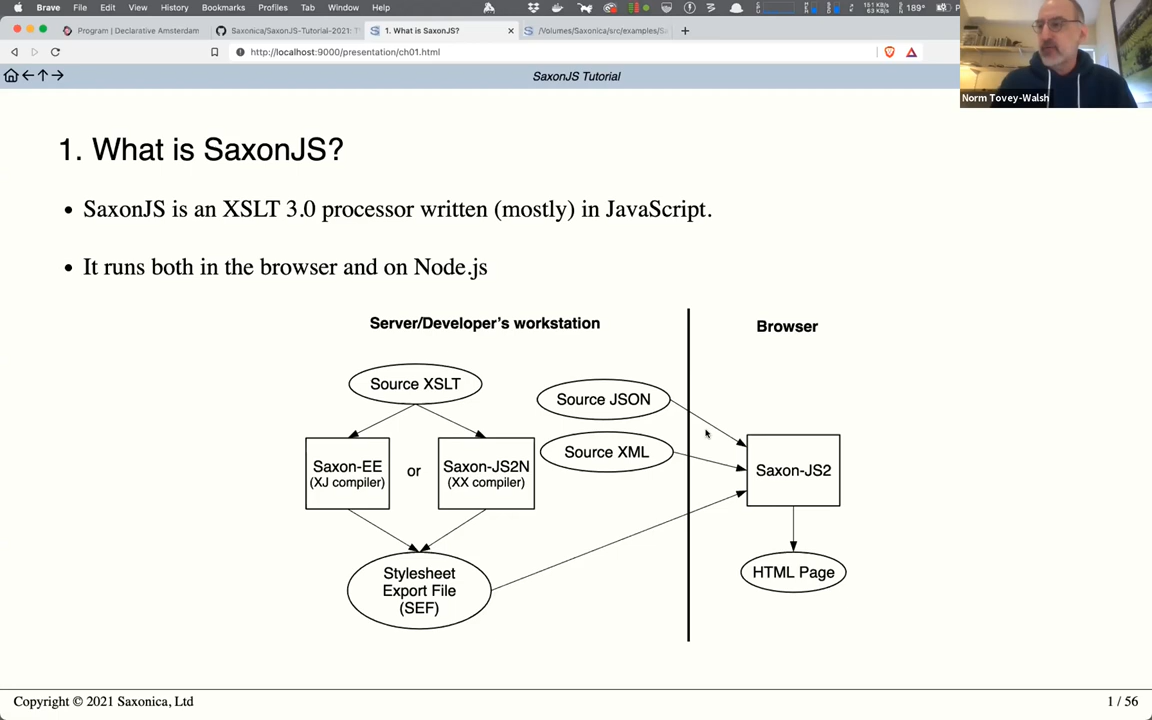 Brave File Edit View History Bookmarks Profiles Tab Window Help
Program | Declarative Amsterdam
Saxonica/SaxonJS-Tutorial-2021:
1. What is SaxonJS?
/Volumes/Saxonica/src/examples/
http://localhost:9000/presentation/ch01.html
SaxonJS Tutorial
Norm Tovey-Walsh
1. What is SaxonJS?
• SaxonJS is an XSLT 3.0 processor written (mostly) in JavaScript.
• It runs both in the browser and on Node.js
Server/Developer's workstation
Browser
Source XSLT
Source JSON
Source XML
Saxon-EE
(XJ compiler)
or
Saxon-JS2N
(XX compiler)
Saxon-JS2
Stylesheet
Export File
(SEF)
HTML Page
Copyright © 2021 Saxonica, Ltd
1 / 56